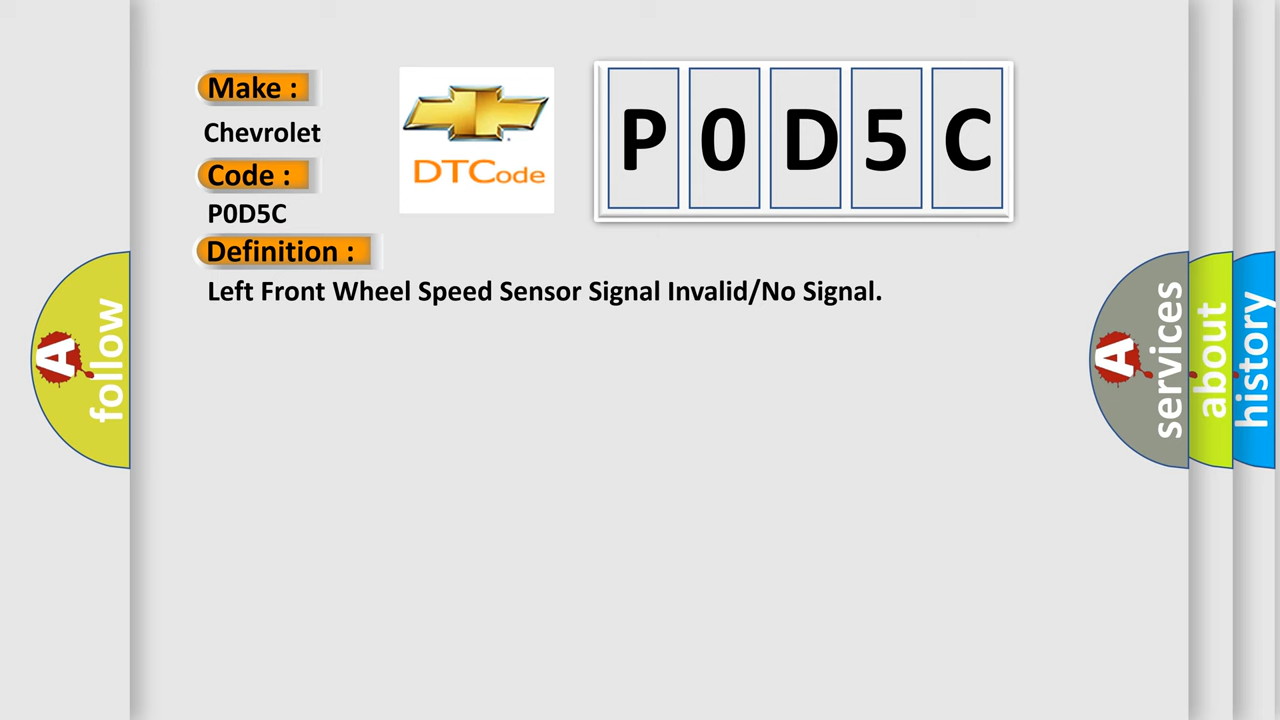 Make :
Chevrolet
Code :
P0D5C
Definition :
Left Front Wheel Speed Sensor Signal Invalid/No Signal.
DTCode
P0D5C
A follow
A services
about
history